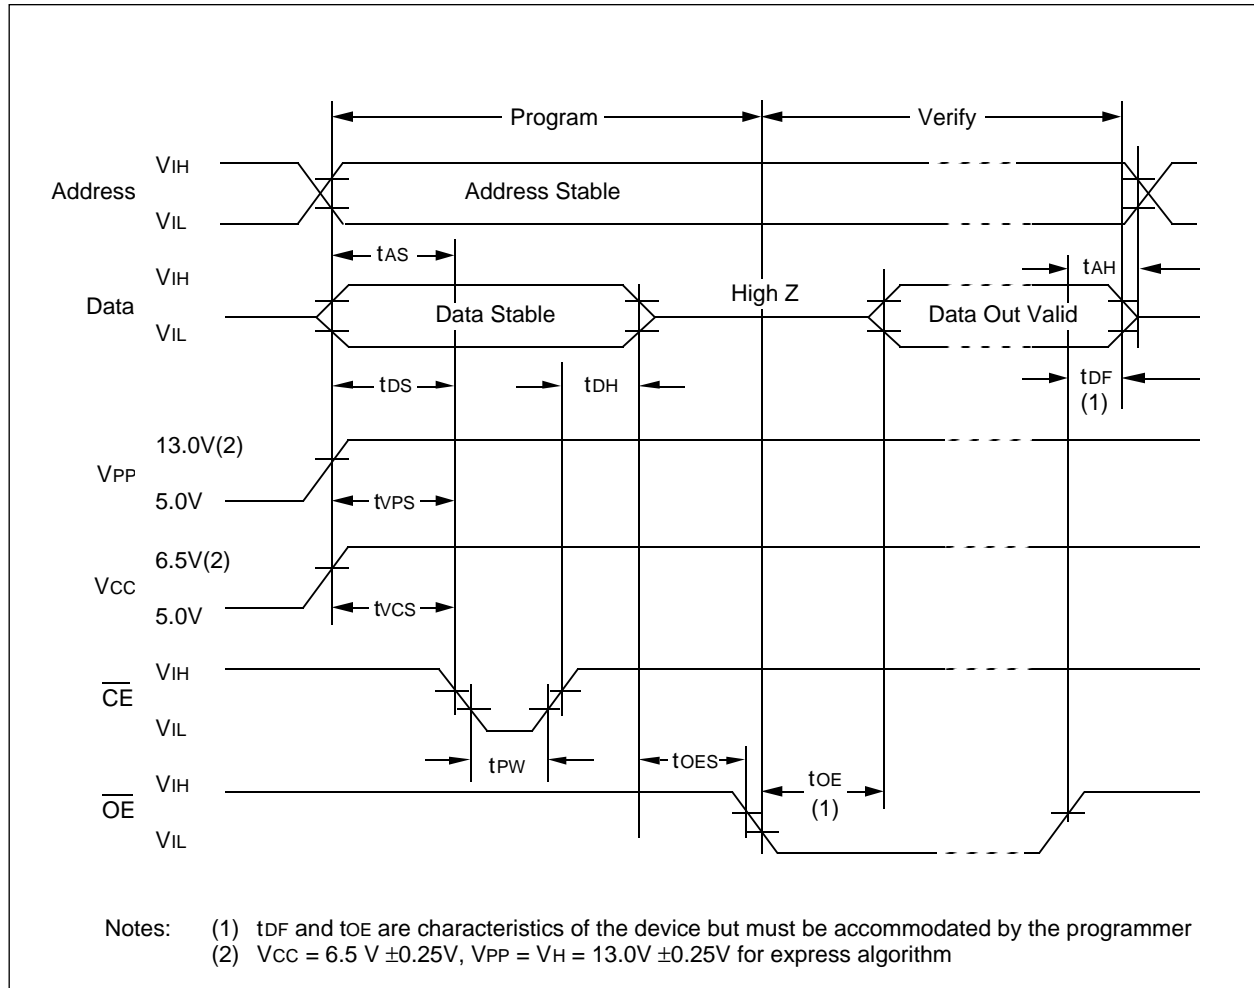 Program Verify
VIH
Address Address Stable
VIL
tAS
VIH tAH
High Z
Data Data Stable Data Out Valid
VIL
tDS tDH tDF
(1)
13.0V(2)
VPP
5.0V tVPS
6.5V(2)
VCC
5.0V tVCS
VIH
CE
VIL
tPW tOES
VIH tOE
OE (1)
VIL
Notes: (1) tDF and tOE are characteristics of the device but must be accommodated by the programmer
(2) VCC = 6.5 V ±0.25V, VPP = VH = 13.0V ±0.25V for express algorithm